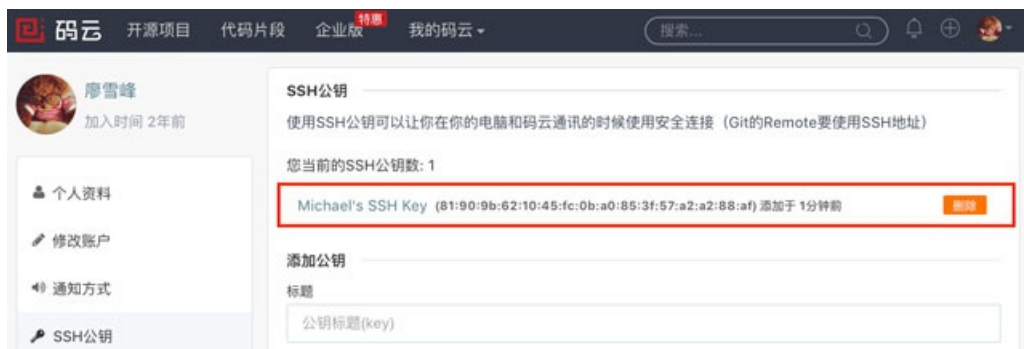 码云 开源项目 代码片段 企业版 特惠 我的码云 搜索...
廖雪峰
加入时间 2年前
个人资料
修改账户
通知方式
SSH公钥
SSH公钥
使用SSH公钥可以让你在你的电脑和码云通讯的时候使用安全连接（Git的Remote要使用SSH地址）
您当前的SSH公钥数: 1
Michael's SSH Key (81:90:9b:62:10:45:fc:0b:a0:85:3f:57:a2:a2:88:af) 添加于 1分钟前 删除
添加公钥
标题
公钥标题(key)